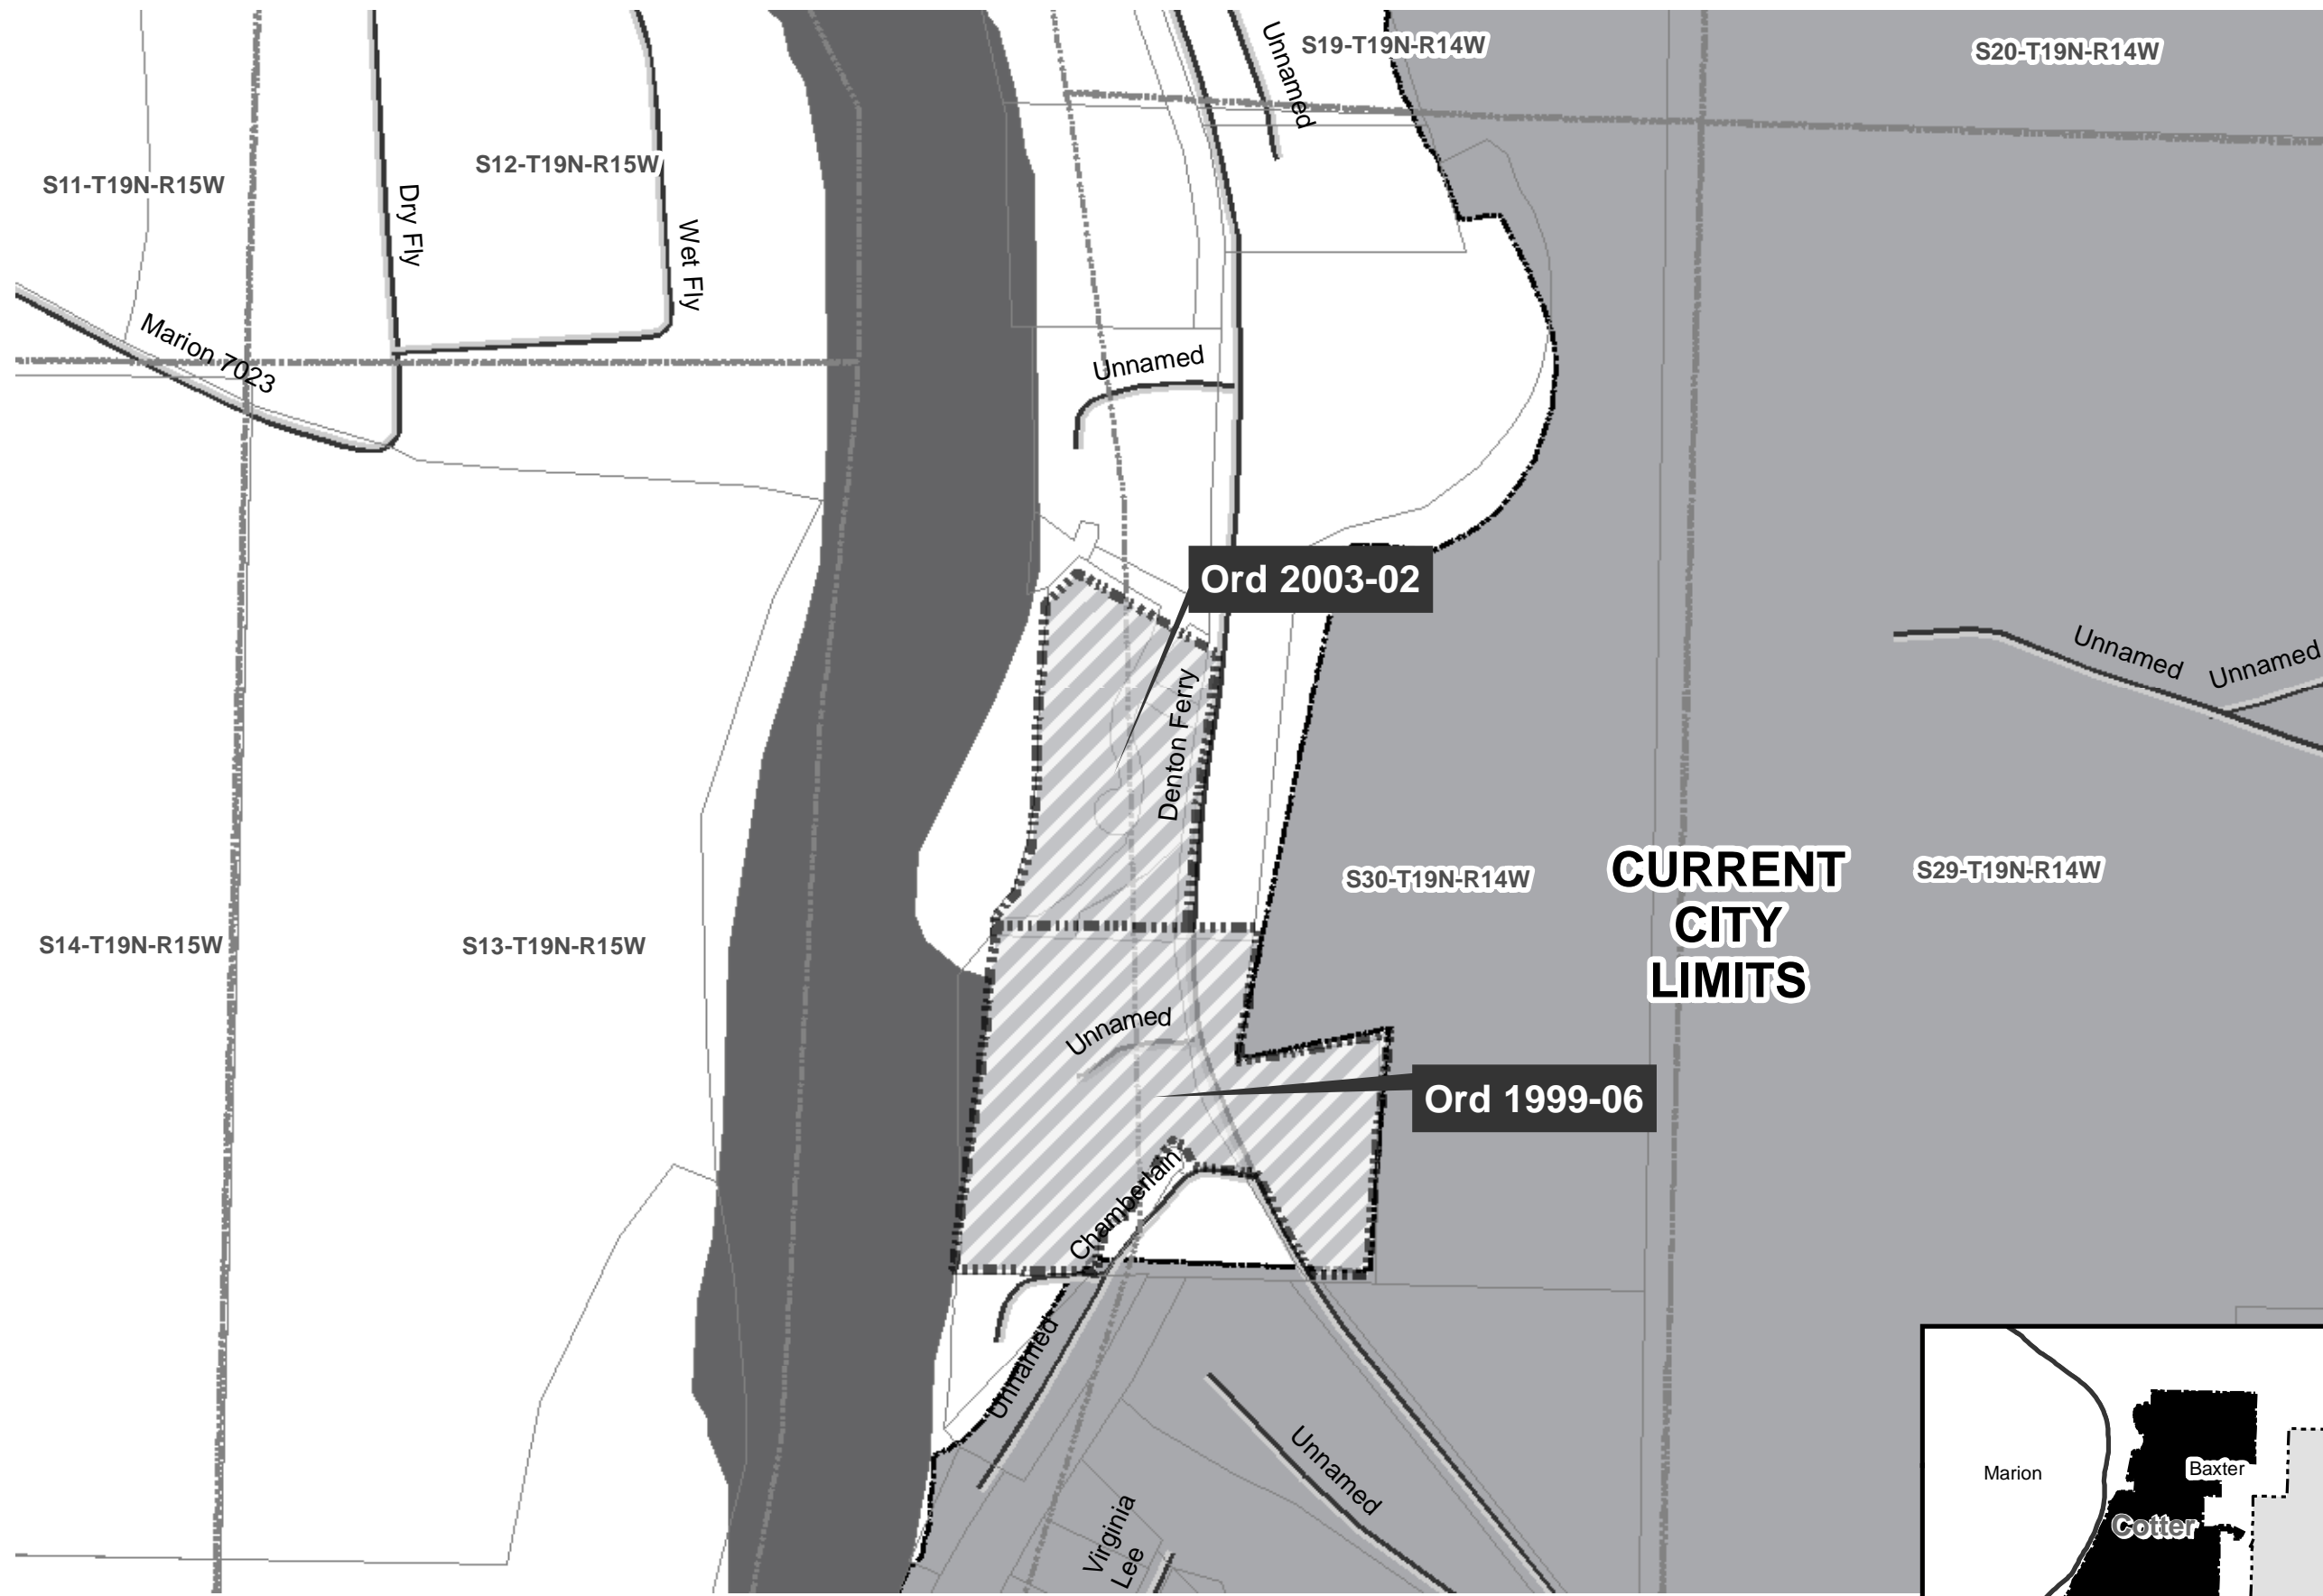 Unnamed
S19-T19N-R14W
S20-T19N-R14W
S11-T19N-R15W
S12-T19N-R15W
Dry Fly
Wet Fly
Marion 7023
Unnamed
Ord 2003-02
Unnamed
Unnamed
Denton Ferry
S30-T19N-R14W
CURRENT
CITY
LIMITS
S29-T19N-R14W
S14-T19N-R15W
S13-T19N-R15W
Unnamed
Ord 1999-06
Chamberlain
Unnamed
Unnamed
Virginia
Lee
Marion
Baxter
Cotter